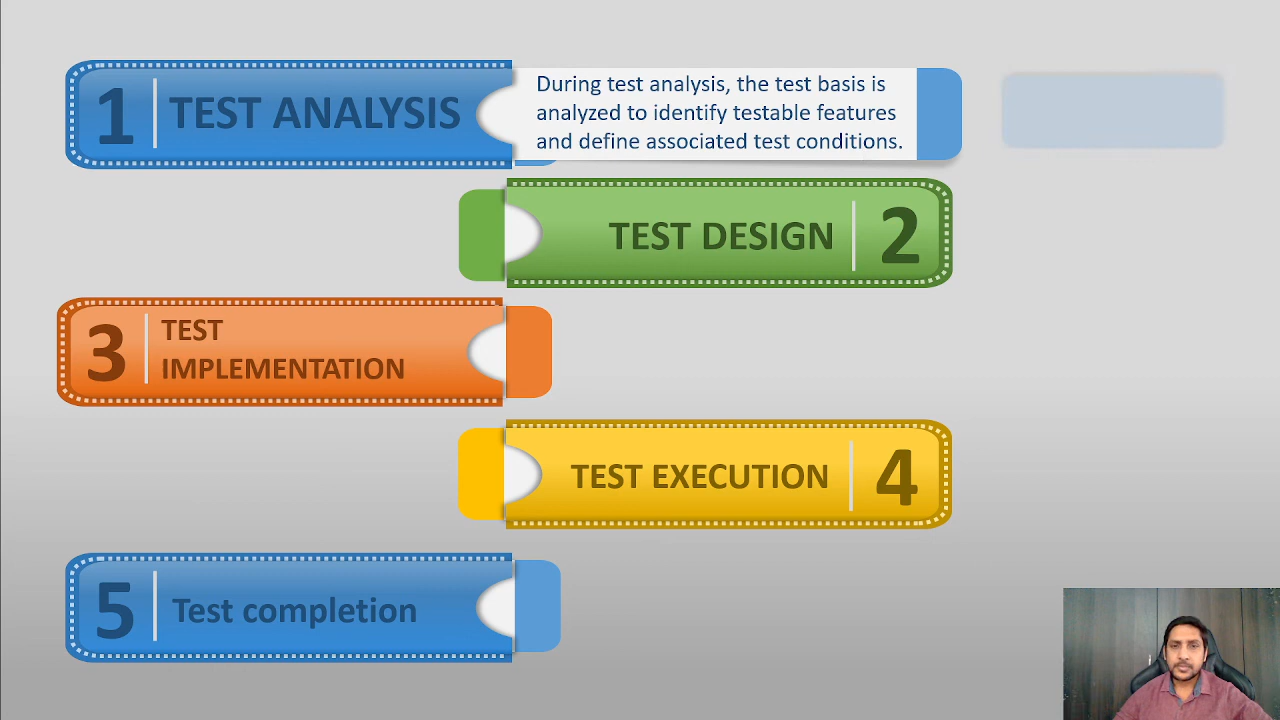 1
TEST ANALYSIS
During test analysis, the test basis is
analyzed to identify testable features
and define associated test conditions.
TEST DESIGN
2
3
TEST
IMPLEMENTATION
TEST EXECUTION
4
5
Test completion